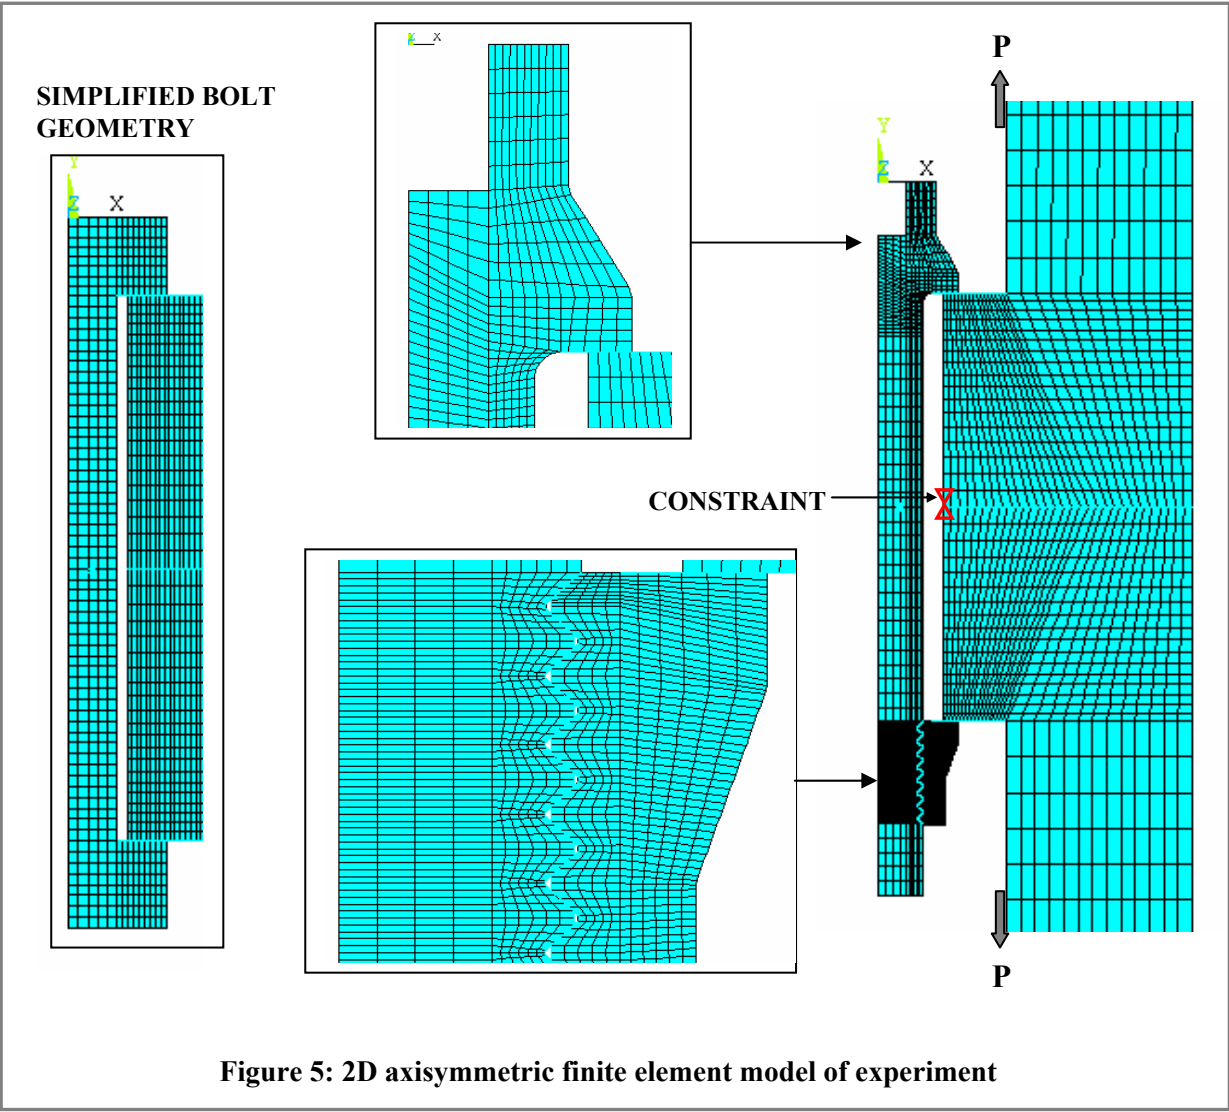 SIMPLIFIED BOLT
GEOMETRY
Y
Z
X
Z
X
P
Y
Z
X
CONSTRAINT
P
Figure 5: 2D axisymmetric finite element model of experiment